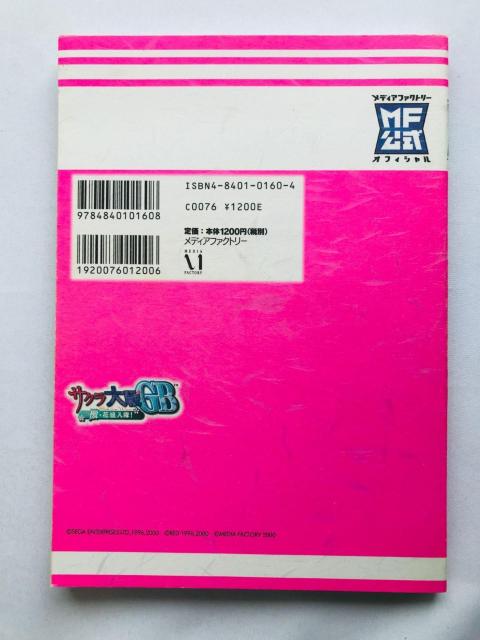 メディアファクトリー
MF
公式
オフィシャル
ISBN4-8401-0160-4
C0076 ¥1200E
定価：本体1200円(税別)
メディアファクトリー
MEDIA
FACTORY
9784840101608
1920076012006
サクラ大戦GB
檄・花組入隊!
©SEGA ENTERPRISES,LTD.,1996,2000 ©RED 1996,2000 ©MEDIA FACTORY 2000